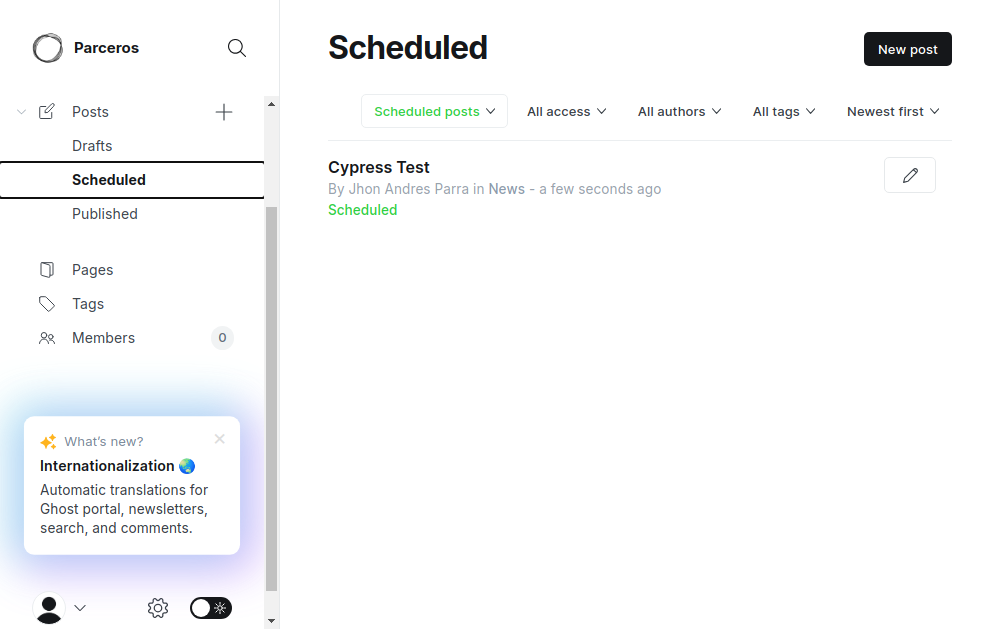 Parceros
Posts
Drafts
Scheduled
Published
Pages
Tags
Members 0
What's new?
Internationalization 🌏
Automatic translations for
Ghost portal, newsletters,
search, and comments.
Scheduled
New post
Scheduled posts All access All authors All tags Newest first
Cypress Test
By Jhon Andres Parra in News - a few seconds ago
Scheduled